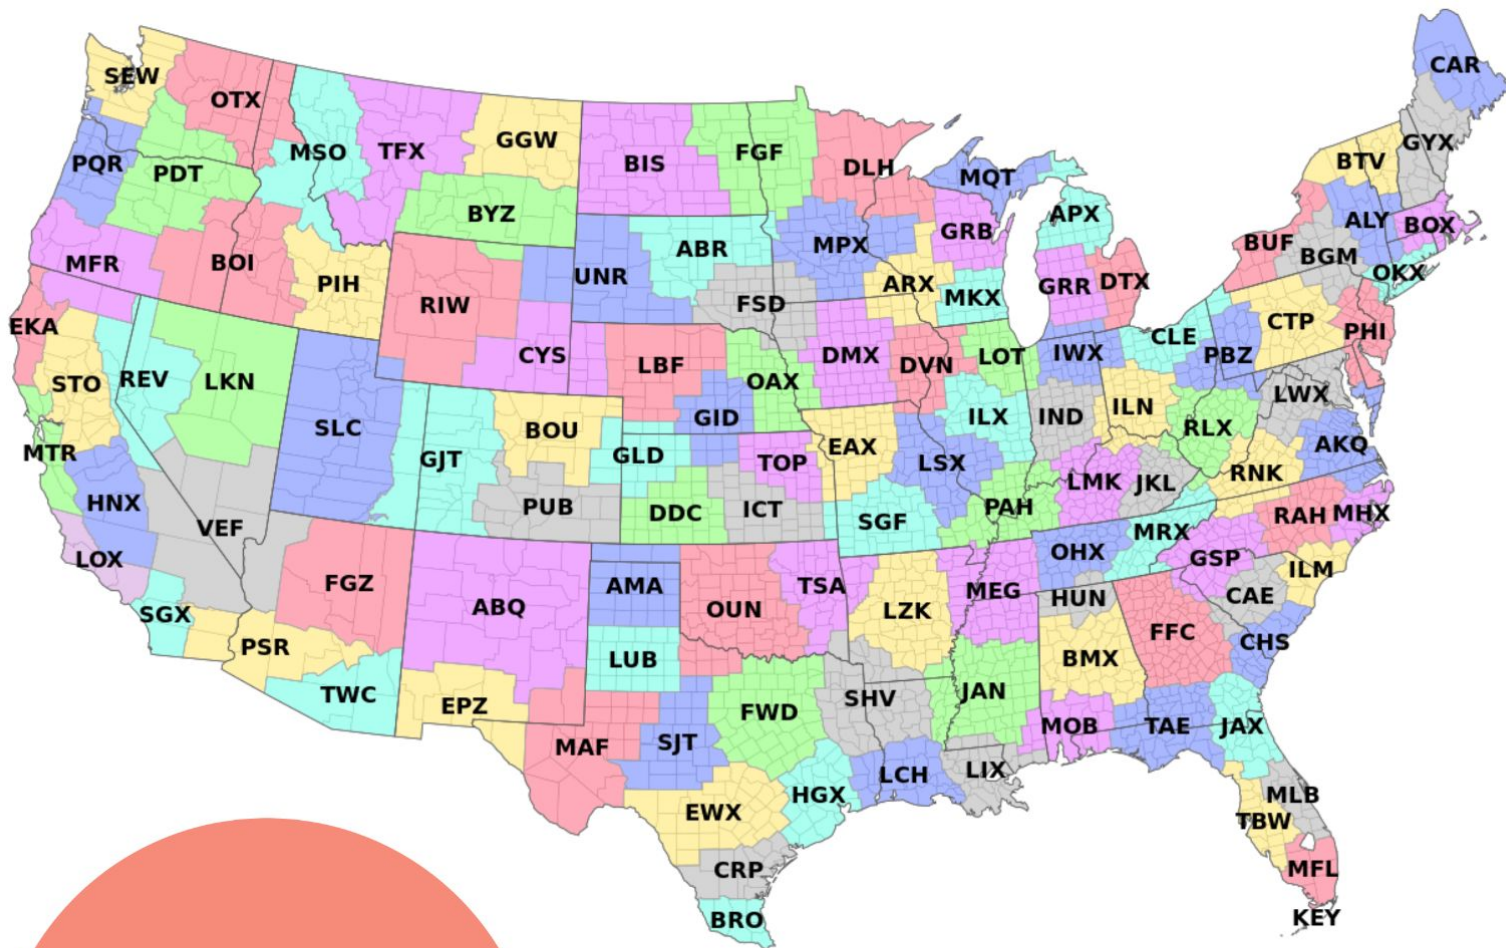 CAR
SEW
OTX
GGW
GYX
MSO
TFX
BIS
FGF
DLH
BTV
PQR
PDT
MQT
BYZ
APX
ALY
BOX
MFR
BOI
ABR
MPX
GRB
BUF
BGM
PIH
UNR
ARX
GRR
DTX
OKX
RIW
FSD
MKX
EKA
CTP
PHI
CLE
STO
REV
LKN
CYS
LBF
DMX
DVN
LOT
IWX
PBZ
OAX
LWX
SLC
GID
ILX
IND
ILN
RLX
MTR
GJT
BOU
GLD
TOP
EAX
LSX
AKQ
RNK
HNX
PUB
DDC
ICT
SGF
PAH
LMK
JKL
VEF
RAH
MHX
LOX
MRX
OHX
GSP
FGZ
ABQ
AMA
TSA
MEG
HUN
CAE
ILM
SGX
OUN
LZK
FFC
CHS
PSR
LUB
BMX
TWC
EPZ
FWD
SHV
JAN
MOB
TAE
JAX
MAF
SJT
LCH
LIX
EWX
HGX
MLB
TBW
CRP
MFL
BRO
KEY